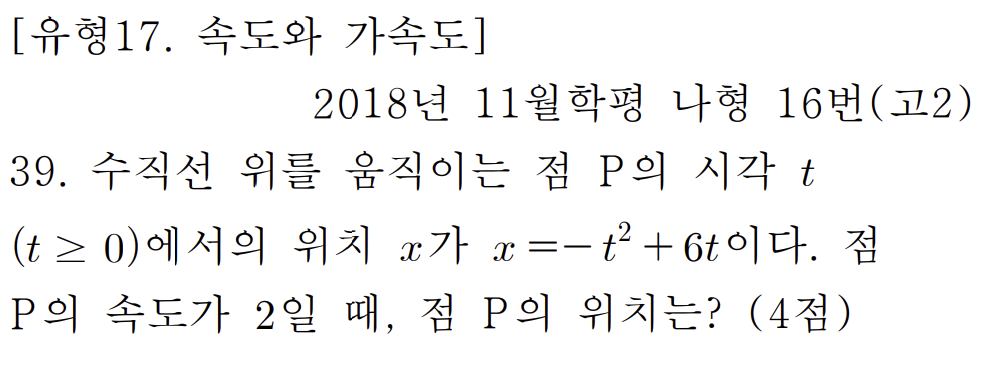 [유형17. 속도와 가속도]
2018년 11월학평 나형 16번(고2)
39. 수직선 위를 움직이는 점 P의 시각 t
(t ≥ 0)에서의 위치 x가 x=−t²+6t이다. 점
P의 속도가 2일 때, 점 P의 위치는? (4점)